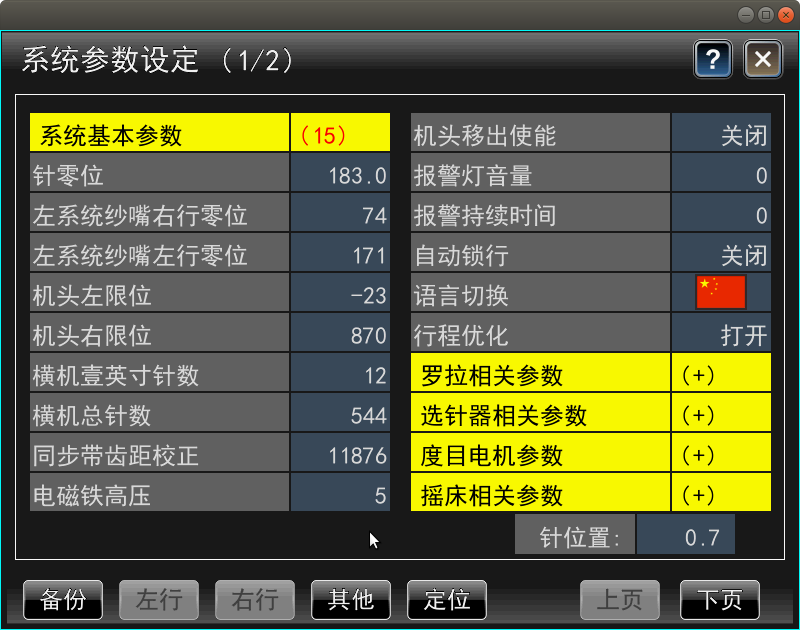 系统参数设定 （1/2）
?
系统基本参数 （15）
针零位 183.0
左系统纱嘴右行零位 74
左系统纱嘴左行零位 171
机头左限位 -23
机头右限位 870
横机壹英寸针数 12
横机总针数 544
同步带齿距校正 11876
电磁铁高压 5
机头移出使能 关闭
报警灯音量 0
报警持续时间 0
自动锁行 关闭
语言切换
行程优化 打开
罗拉相关参数 (+)
选针器相关参数 (+)
度目电机参数 (+)
摇床相关参数 (+)
针位置: 0.7
备份 左行 右行 其他 定位 上页 下页